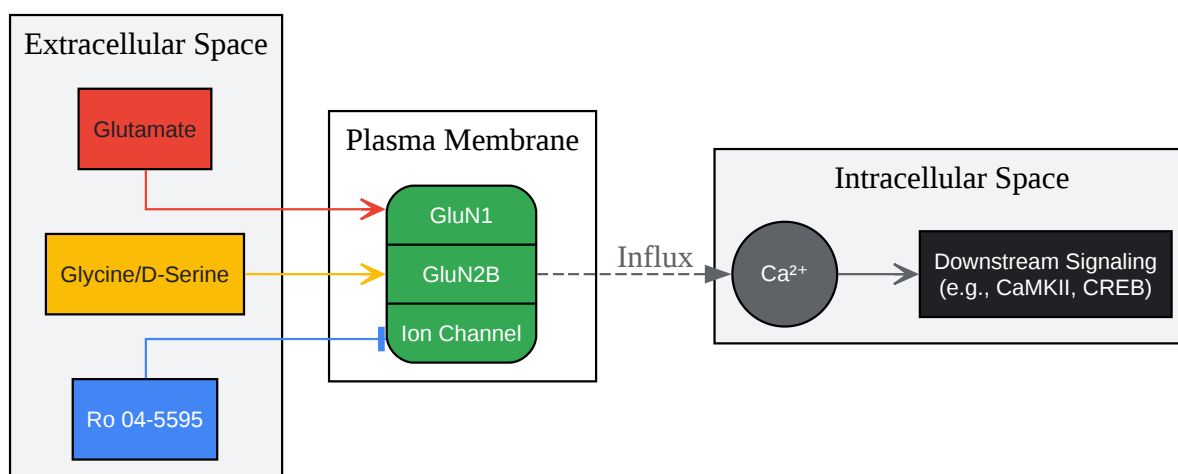 Extracellular Space
Glutamate
Glycine/D-Serine
Ro 04-5595
Plasma Membrane
GluN1
GluN2B
Ion Channel
Influx
Intracellular Space
Ca²⁺
Downstream Signaling
(e.g., CaMKII, CREB)